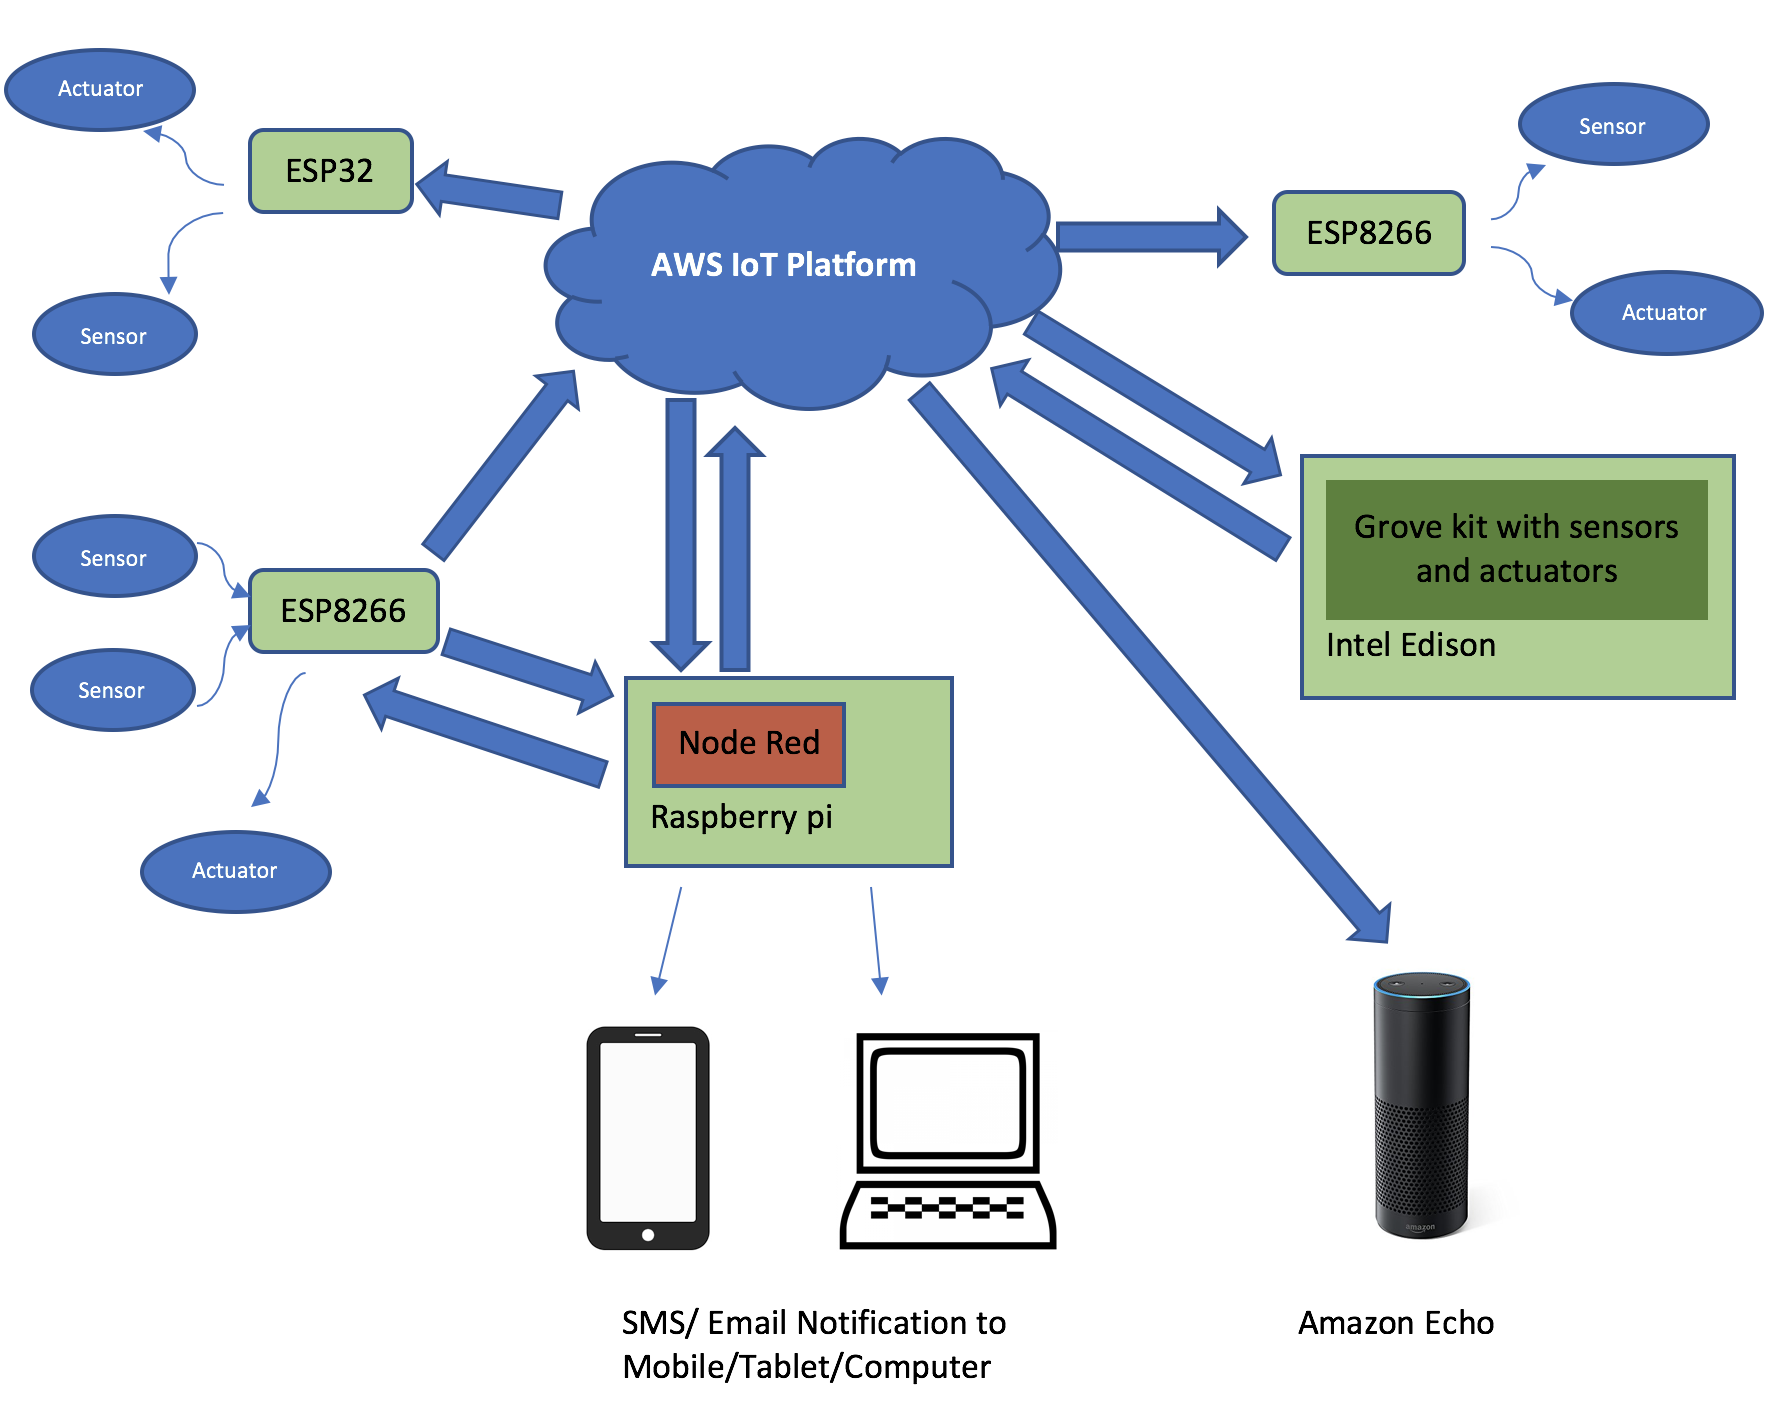 Actuator
ESP32
Sensor
AWS IoT Platform
Sensor
ESP8266
Actuator
Sensor
ESP8266
Sensor
Actuator
Grove kit with sensors
and actuators
Intel Edison
Node Red
Raspberry pi
amazon
SMS/ Email Notification to
Mobile/Tablet/Computer
Amazon Echo